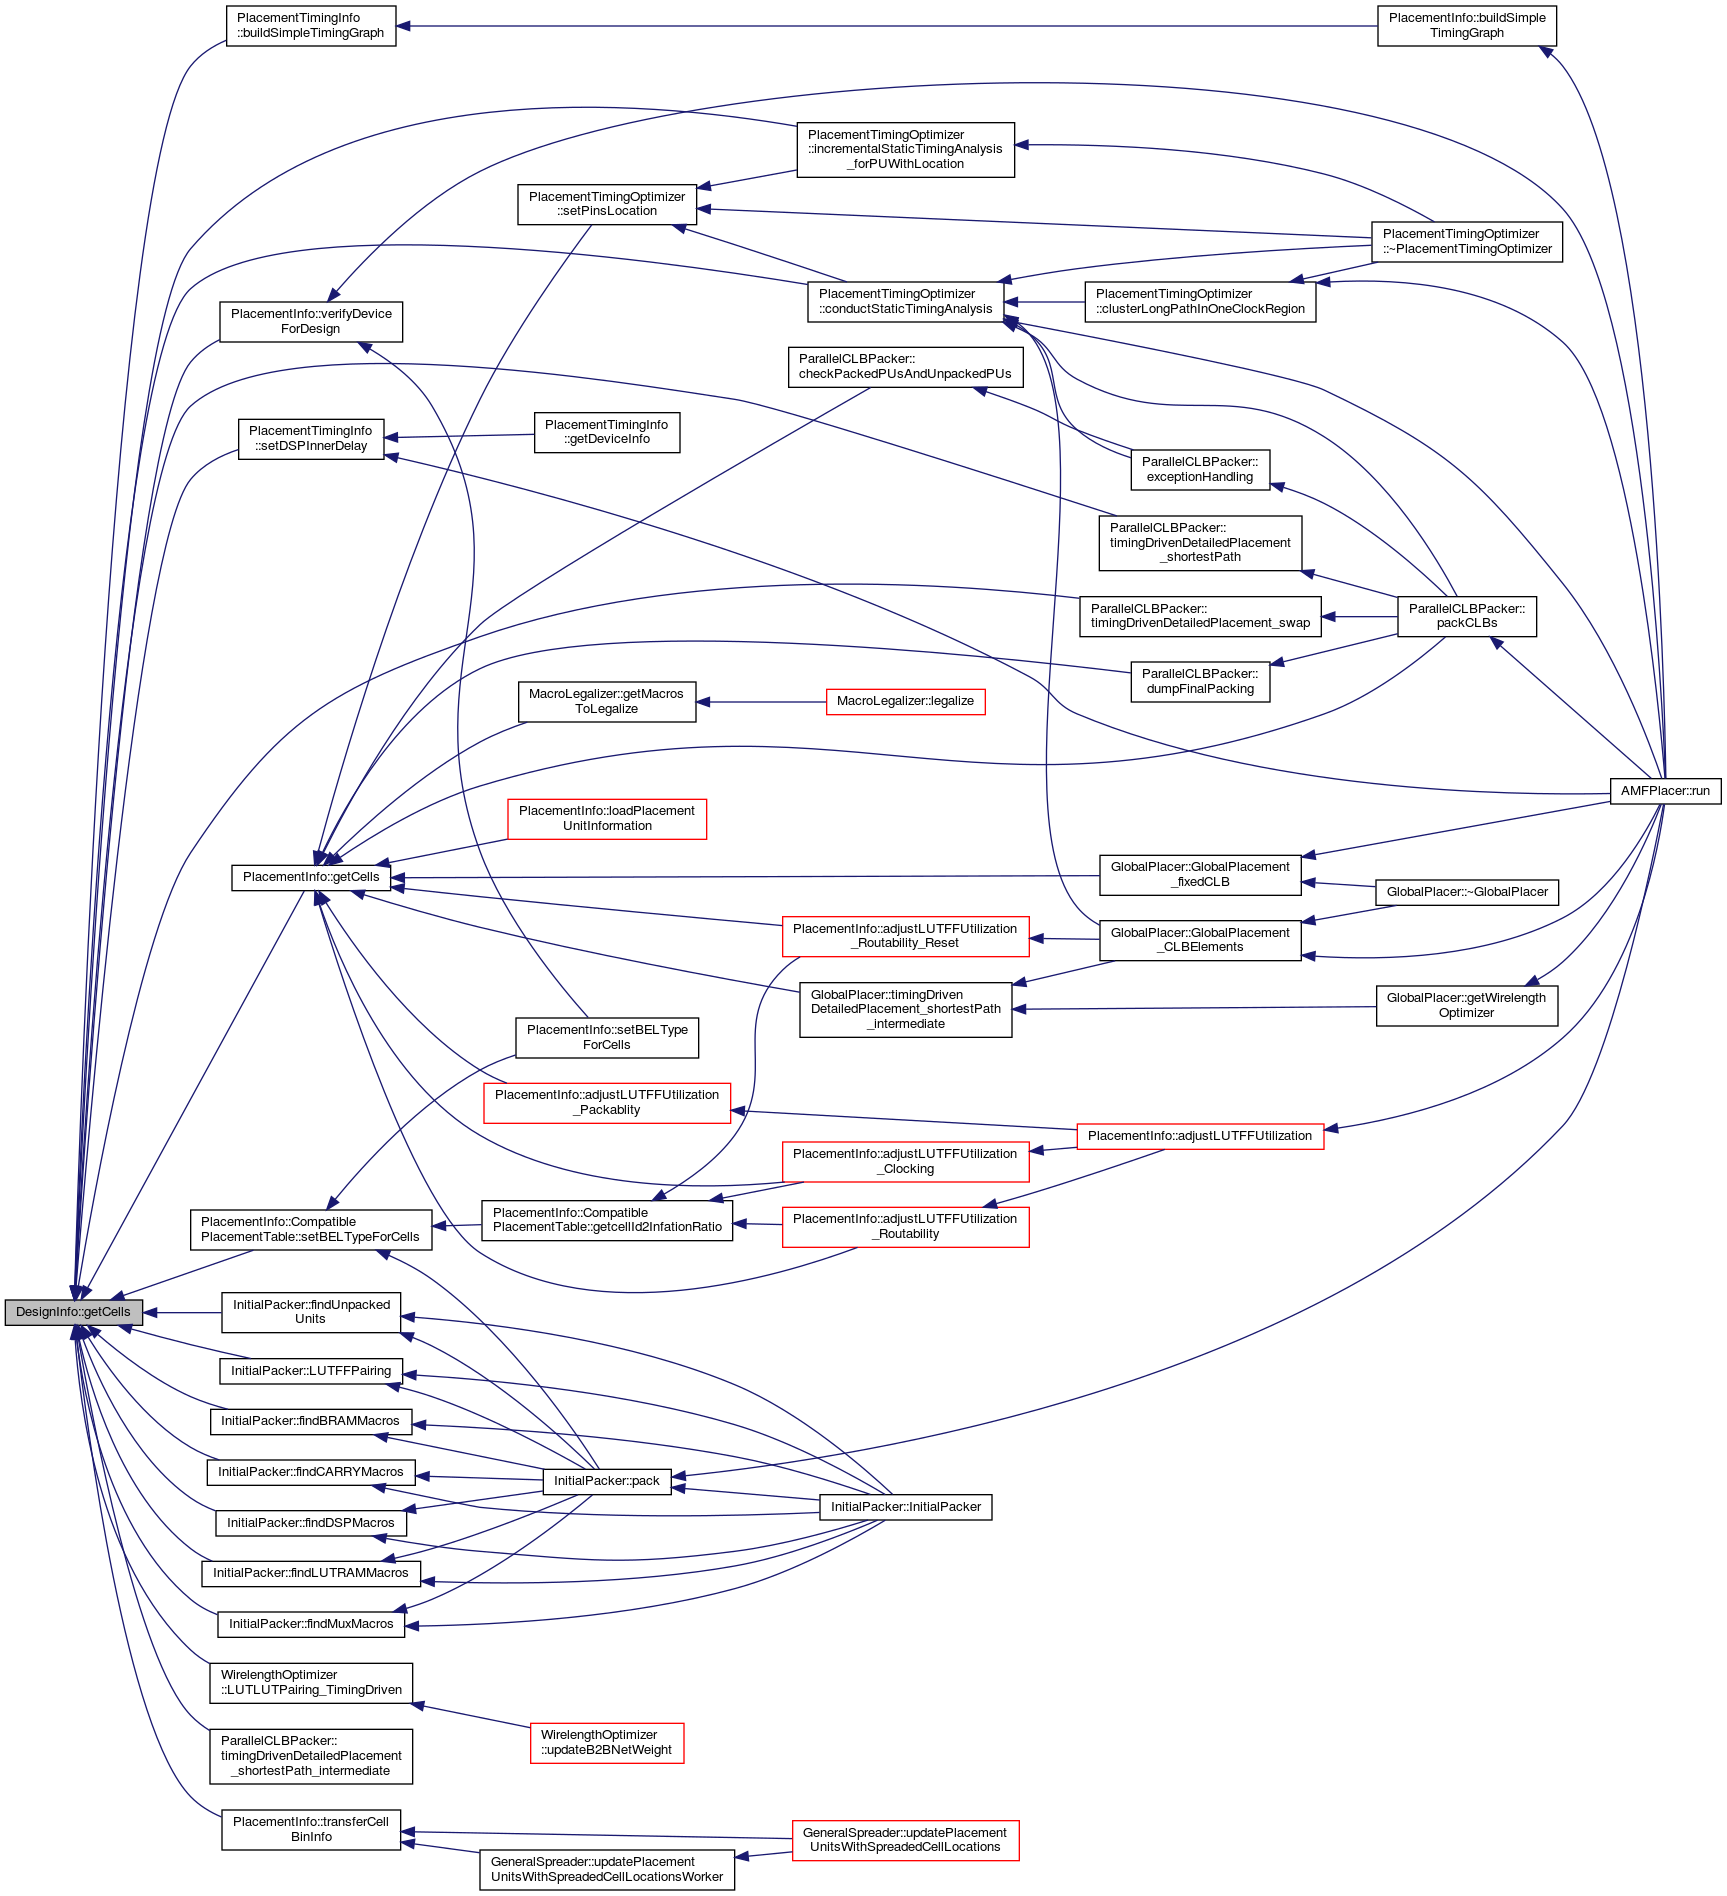 PlacementTimingInfo
::buildSimpleTimingGraph
PlacementInfo::buildSimple
TimingGraph
PlacementTimingOptimizer
::incrementalStaticTimingAnalysis
_forPUWithLocation
PlacementTimingOptimizer
::setPinsLocation
PlacementTimingOptimizer
::~PlacementTimingOptimizer
PlacementTimingOptimizer
::conductStaticTimingAnalysis
PlacementTimingOptimizer
::clusterLongPathInOneClockRegion
PlacementInfo::verifyDevice
ForDesign
ParallelCLBPacker::
checkPackedPUsAndUnpackedPUs
PlacementTimingInfo
::setDSPInnerDelay
PlacementTimingInfo
::getDeviceInfo
ParallelCLBPacker::
exceptionHandling
ParallelCLBPacker::
timingDrivenDetailedPlacement
_shortestPath
ParallelCLBPacker::
timingDrivenDetailedPlacement_swap
ParallelCLBPacker::
packCLBs
ParallelCLBPacker::
dumpFinalPacking
MacroLegalizer::getMacros
ToLegalize
MacroLegalizer::legalize
AMFPlacer::run
PlacementInfo::loadPlacement
UnitInformation
PlacementInfo::getCells
GlobalPlacer::GlobalPlacement
_fixedCLB
GlobalPlacer::~GlobalPlacer
PlacementInfo::adjustLUTFFUtilization
_Routability_Reset
GlobalPlacer::GlobalPlacement
_CLBElements
GlobalPlacer::timingDriven
DetailedPlacement_shortestPath
_intermediate
GlobalPlacer::getWirelength
Optimizer
PlacementInfo::setBELType
ForCells
PlacementInfo::adjustLUTFFUtilization
_Packablity
PlacementInfo::adjustLUTFFUtilization
PlacementInfo::adjustLUTFFUtilization
_Clocking
PlacementInfo::Compatible
PlacementTable::setBELTypeForCells
PlacementInfo::Compatible
PlacementTable::getcellId2InfationRatio
PlacementInfo::adjustLUTFFUtilization
_Routability
DesignInfo::getCells
InitialPacker::findUnpacked
Units
InitialPacker::LUTFFPairing
InitialPacker::findBRAMMacros
InitialPacker::findCARRYMacros
InitialPacker::pack
InitialPacker::InitialPacker
InitialPacker::findDSPMacros
InitialPacker::findLUTRAMMacros
InitialPacker::findMuxMacros
WirelengthOptimizer
::LUTLUTPairing_TimingDriven
WirelengthOptimizer
::updateB2BNetWeight
ParallelCLBPacker::
timingDrivenDetailedPlacement
_shortestPath_intermediate
PlacementInfo::transferCell
BinInfo
GeneralSpreader::updatePlacement
UnitsWithSpreadedCellLocations
GeneralSpreader::updatePlacement
UnitsWithSpreadedCellLocationsWorker